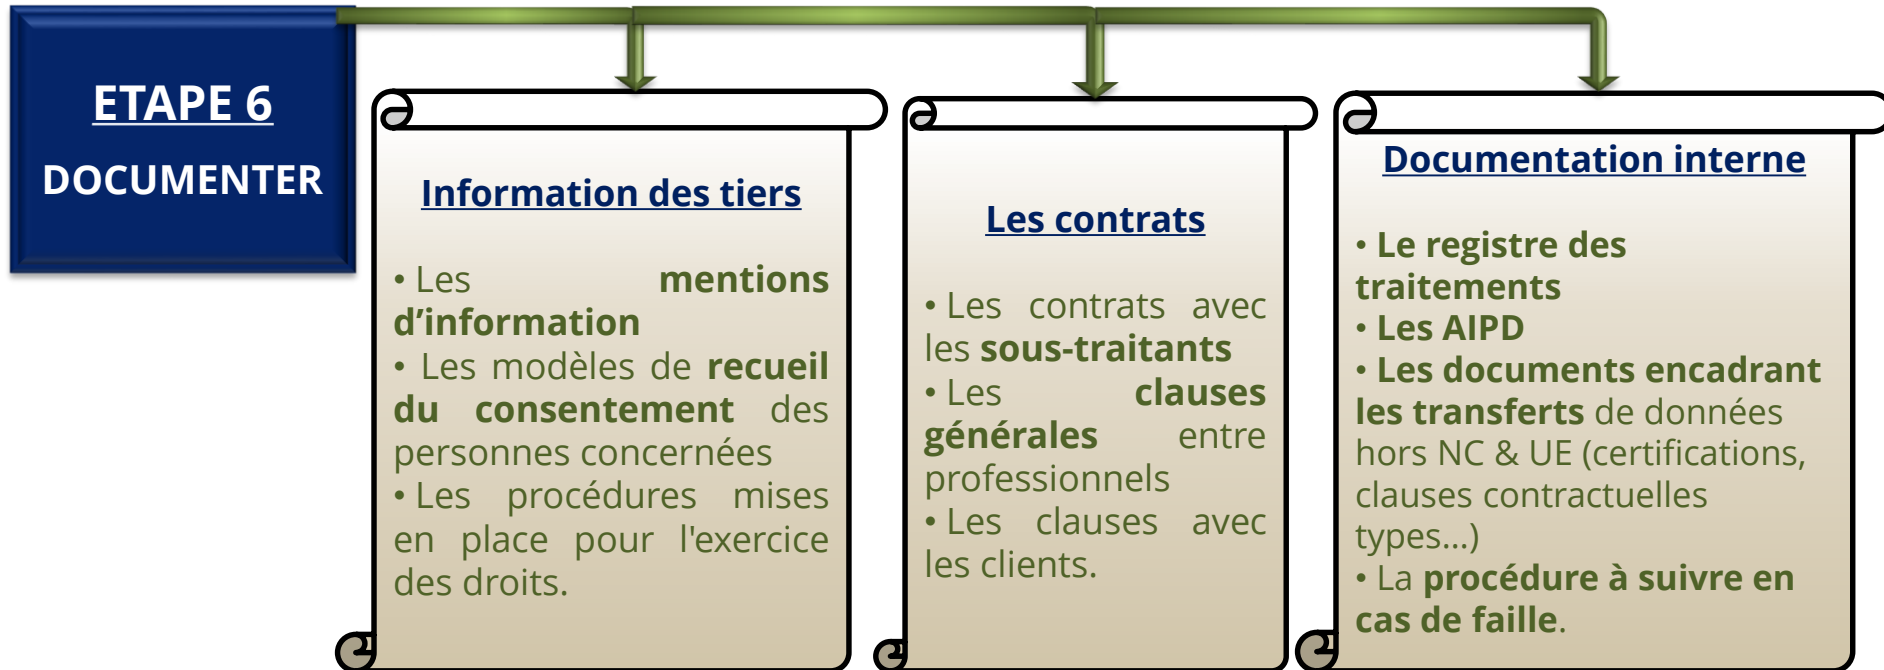 ETAPE 6
DOCUMENTER
Information des tiers
• Les mentions
d’information
• Les modèles de recueil
du consentement des
personnes concernées
• Les procédures mises
en place pour l'exercice
des droits.
Les contrats
• Les contrats avec
les sous-traitants
• Les clauses
générales entre
professionnels
• Les clauses avec
les clients.
Documentation interne
• Le registre des
traitements
• Les AIPD
• Les documents encadrant
les transferts de données
hors NC & UE (certifications,
clauses contractuelles
types...)
• La procédure à suivre en
cas de faille.